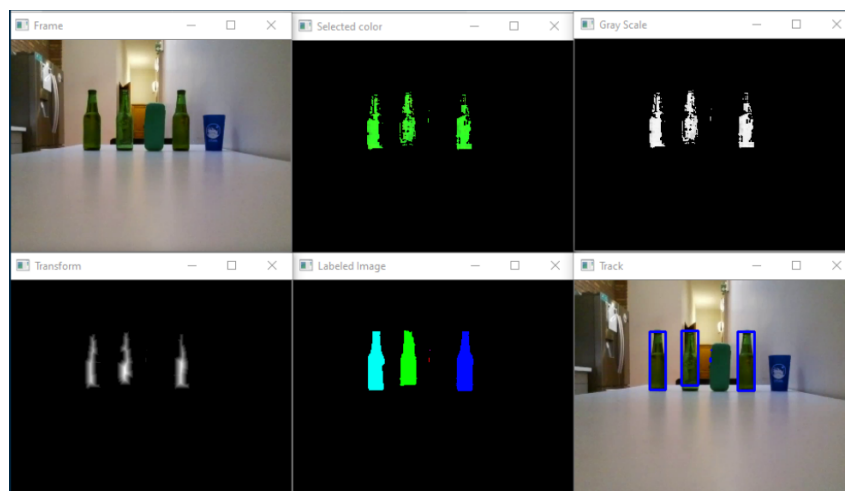 Frame
Selected color
Gray Scale
Transform
Labeled Image
Track